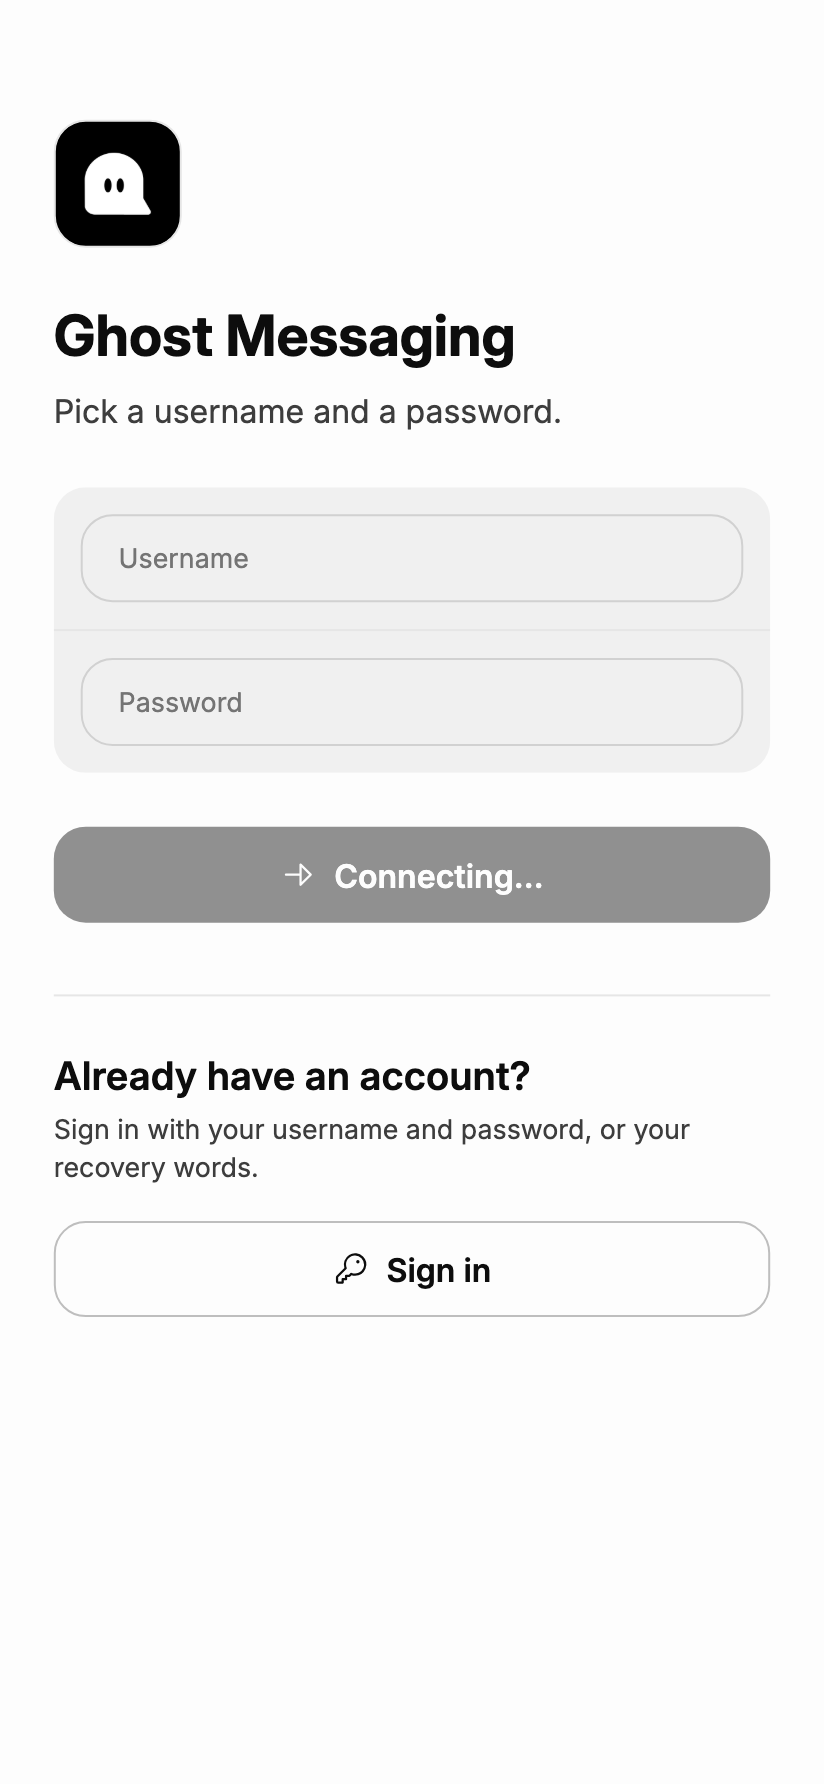 Ghost Messaging
Pick a username and a password.
Username
Password
Connecting...
Already have an account?
Sign in with your username and password, or your
recovery words.
Sign in